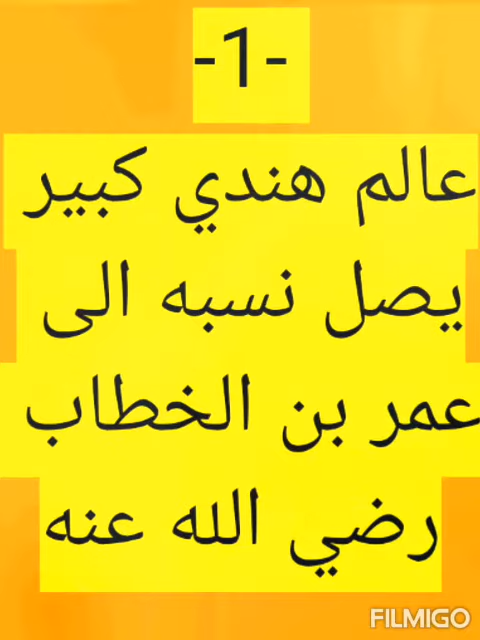 -1-
عالم هندي كبير
يصل نسبه الى
عمر بن الخطاب
رضي الله عنه
FILMIGO